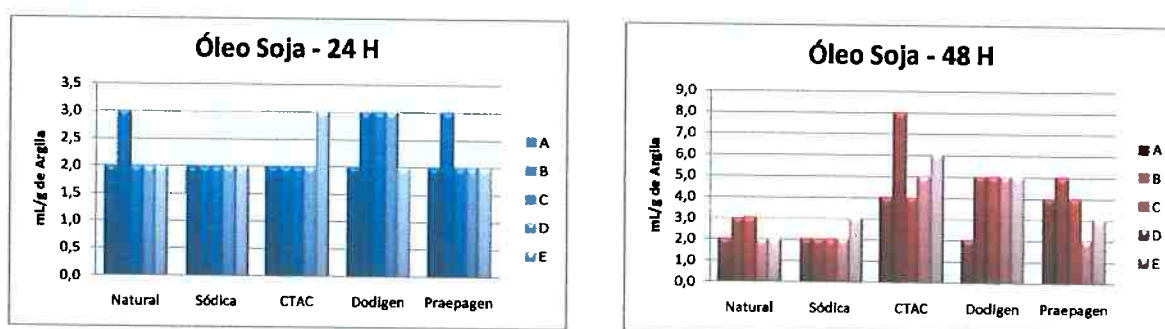 Óleo Soja - 24 H
mL/g de Argila
3,5
3,0
2,5
2,0
1,5
1,0
0,5
0,0
Natural Sódica CTAC Dodigen Praepagen
A
B
C
D
E
Óleo Soja - 48 H
mL/g de Argila
9,0
8,0
7,0
6,0
5,0
4,0
3,0
2,0
1,0
0,0
Natural Sódica CTAC Dodigen Praepagen
A
B
C
D
E